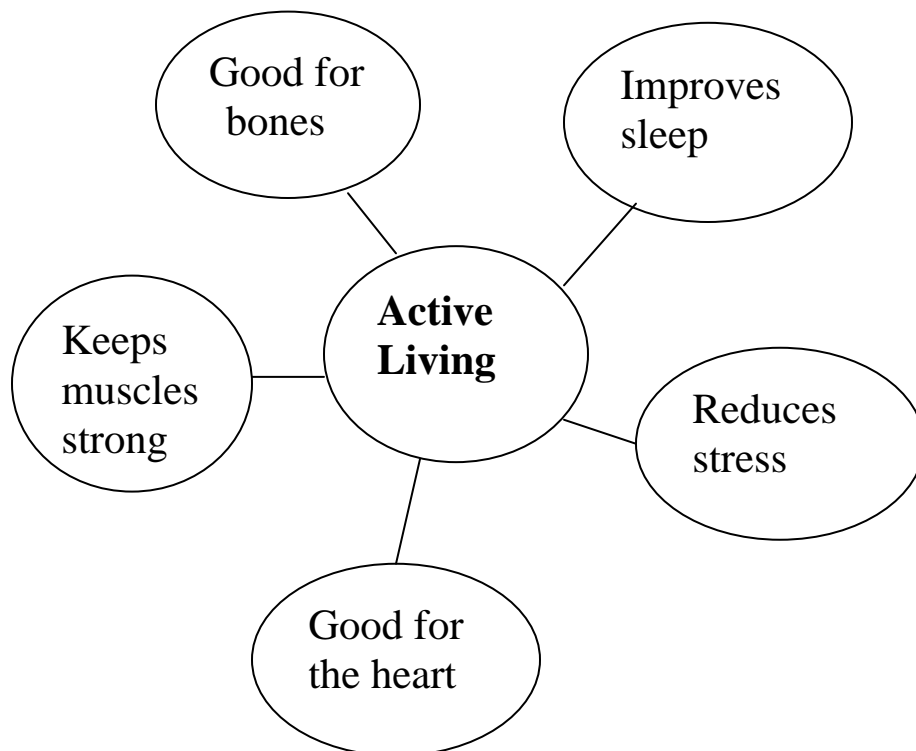 Good for
bones
Improves
sleep
Active
Living
Keeps
muscles
strong
Reduces
stress
Good for
the heart